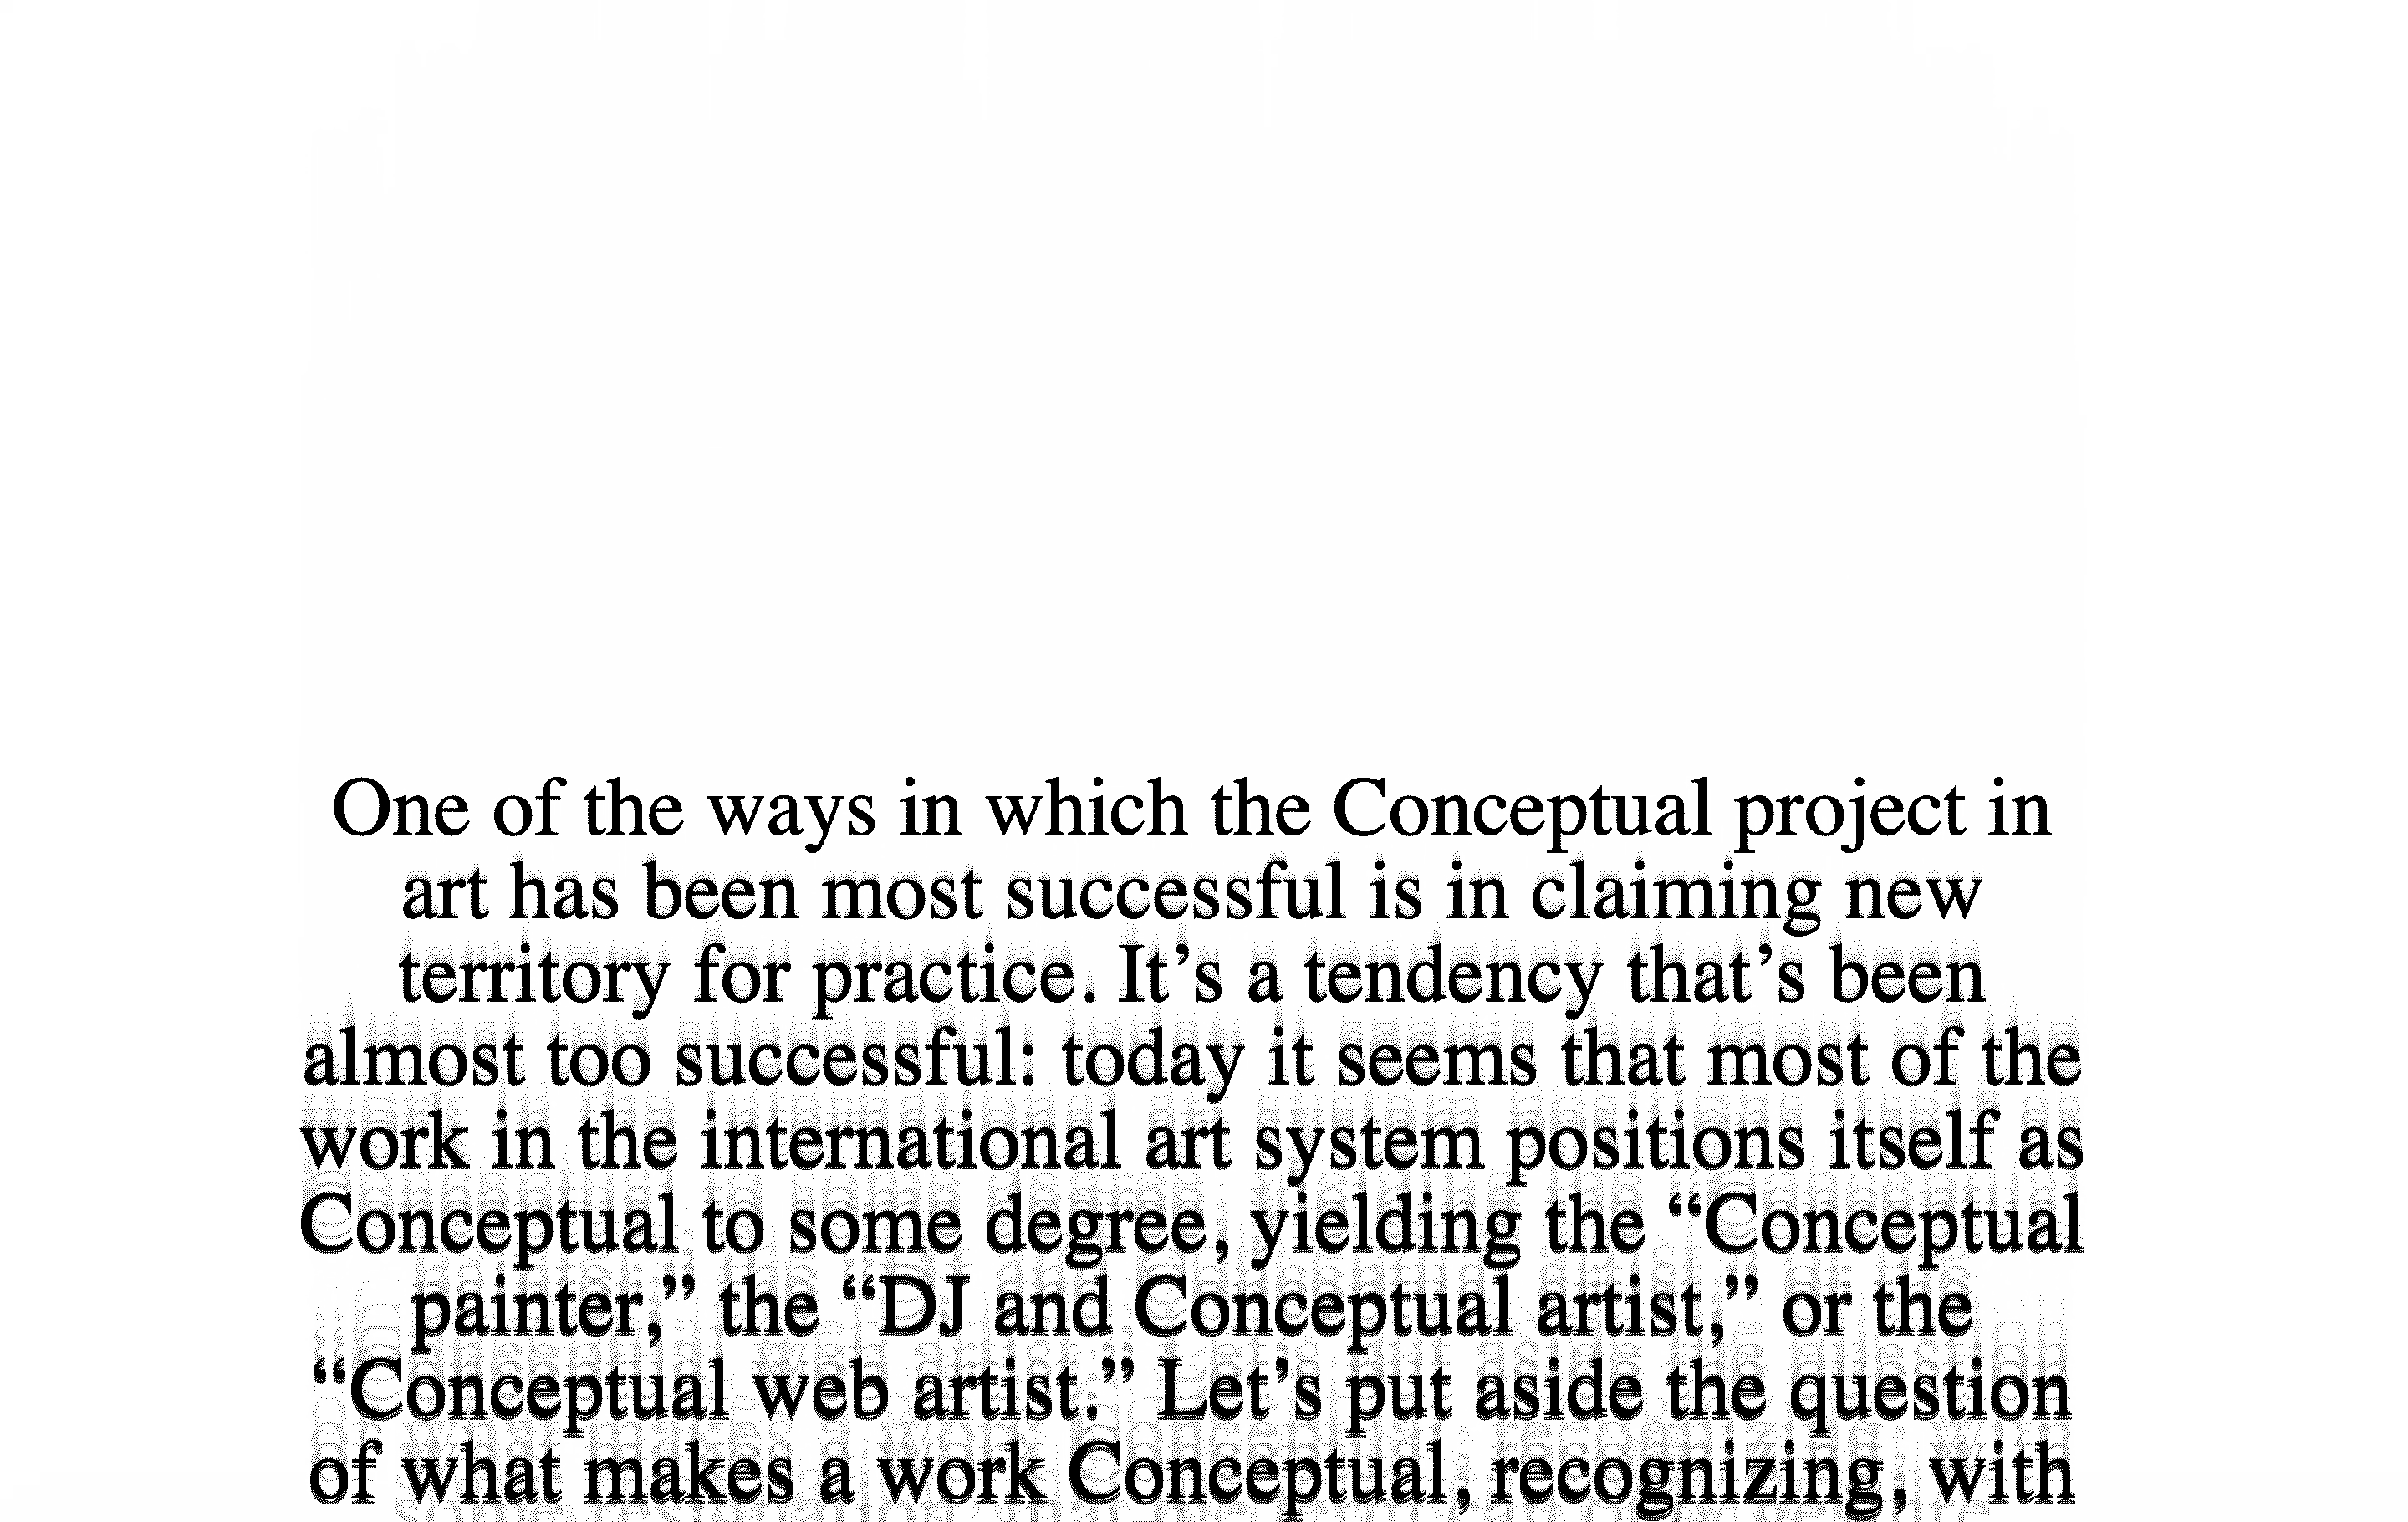 One of the ways in which the Conceptual project in
art has been most successful is in claiming new
territory for practice. It’s a tendency that’s been
almost too successful: today it seems that most of the
work in the international art system positions itself as
Conceptual to some degree, yielding the “Conceptual
painter,” the “DJ and Conceptual artist,” or the
“Conceptual web artist.” Let’s put aside the question
of what makes a work Conceptual, recognizing, with